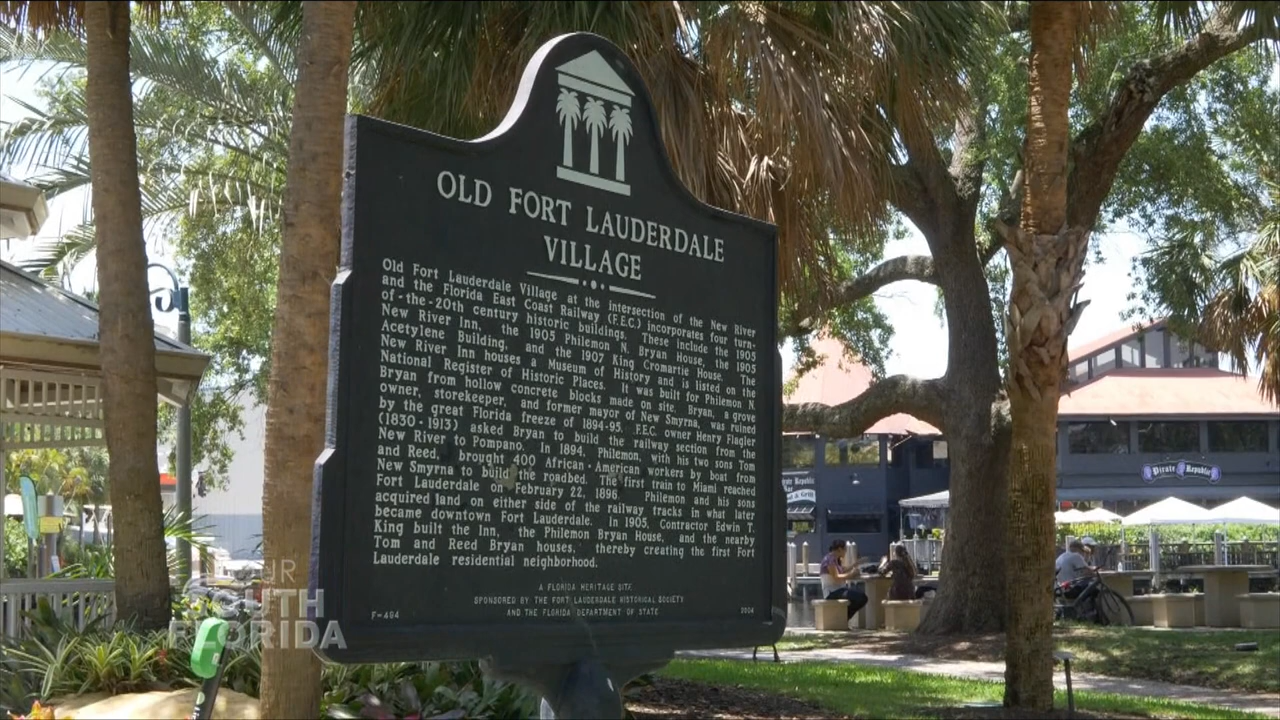 OLD FORT LAUDERDALE
VILLAGE
Old Fort Lauderdale Village at the intersection of the New River
and the Florida East Coast Railway (F.E.C.) incorporates four turn-
of-the-20th century historic buildings. These include the 1905
New River Inn, the 1905 Philemon N. Bryan House, the 1905
Acetylene Building, and the 1907 King Cromartie House. The
New River Inn houses a Museum of History and is listed on the
National Register of Historic Places. It was built for Philemon N.
Bryan from hollow concrete blocks made on site. Bryan, a grove
owner, storekeeper, and former mayor of New Smyrna, was ruined
by the great Florida freeze of 1894-95. F.E.C. owner Henry Flagler
(1830-1913) asked Bryan to build the railway section from the
New River to Pompano. In 1894, Philemon, with his two sons Tom
and Reed, brought 400 African-American workers by boat from
New Smyrna to build the roadbed. The first train to Miami reached
Fort Lauderdale on February 22, 1896. Philemon and his sons
acquired land on either side of the railway tracks in what later
became downtown Fort Lauderdale. In 1905, Contractor Edwin T.
King built the Inn, the Philemon Bryan House, and the nearby
Tom and Reed Bryan houses, thereby creating the first Fort
Lauderdale residential neighborhood.
A FLORIDA HERITAGE SITE
SPONSORED BY THE FORT LAUDERDALE HISTORICAL SOCIETY
AND THE FLORIDA DEPARTMENT OF STATE
F-494
2004
Pirate Republic
Pirate Republic
Bar
& Grill
UR
SOUTH
FLORIDA